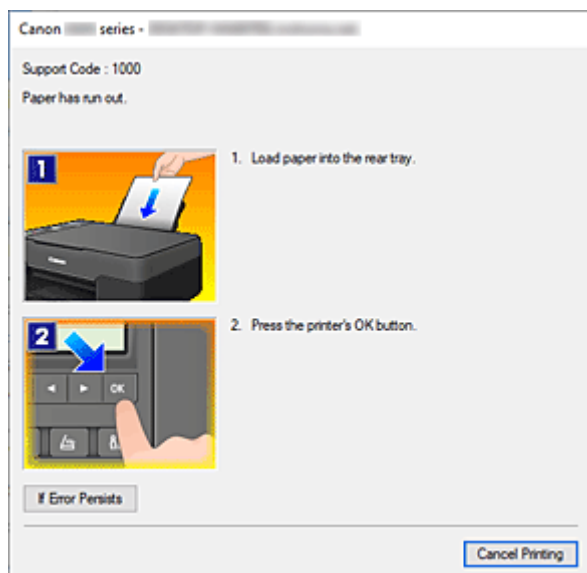 Canon series -
Support Code : 1000
Paper has run out.
1
1. Load paper into the rear tray.
2
2. Press the printer's OK button.
OK
If Error Persists
Cancel Printing